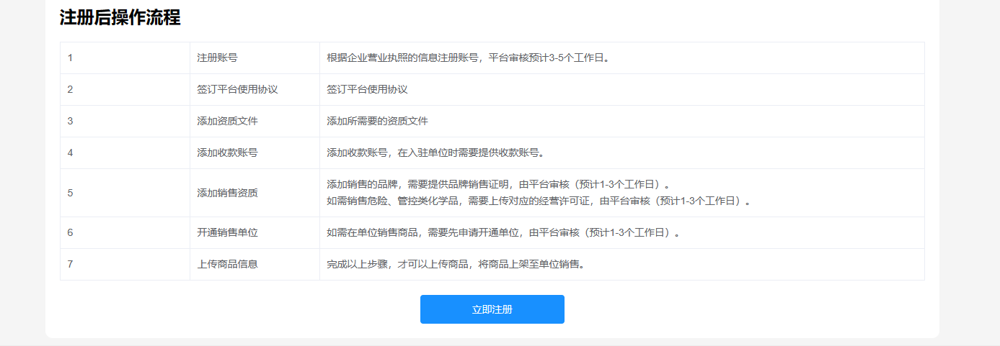 注册后操作流程
1 注册账号 根据企业营业执照的信息注册账号，平台审核预计3-5个工作日。
2 签订平台使用协议 签订平台使用协议
3 添加资质文件 添加所需要的资质文件
4 添加收款账号 添加收款账号，在入驻单位时需要提供收款账号。
5 添加销售资质 添加销售的品牌，需要提供品牌销售证明，由平台审核（预计1-3个工作日）。
如需销售危险、管控类化学品，需要上传对应的经营许可证，由平台审核（预计1-3个工作日）。
6 开通销售单位 如需在单位销售商品，需要先申请开通单位，由平台审核（预计1-3个工作日）。
7 上传商品信息 完成以上步骤，才可以上传商品，将商品上架至单位销售。
立即注册